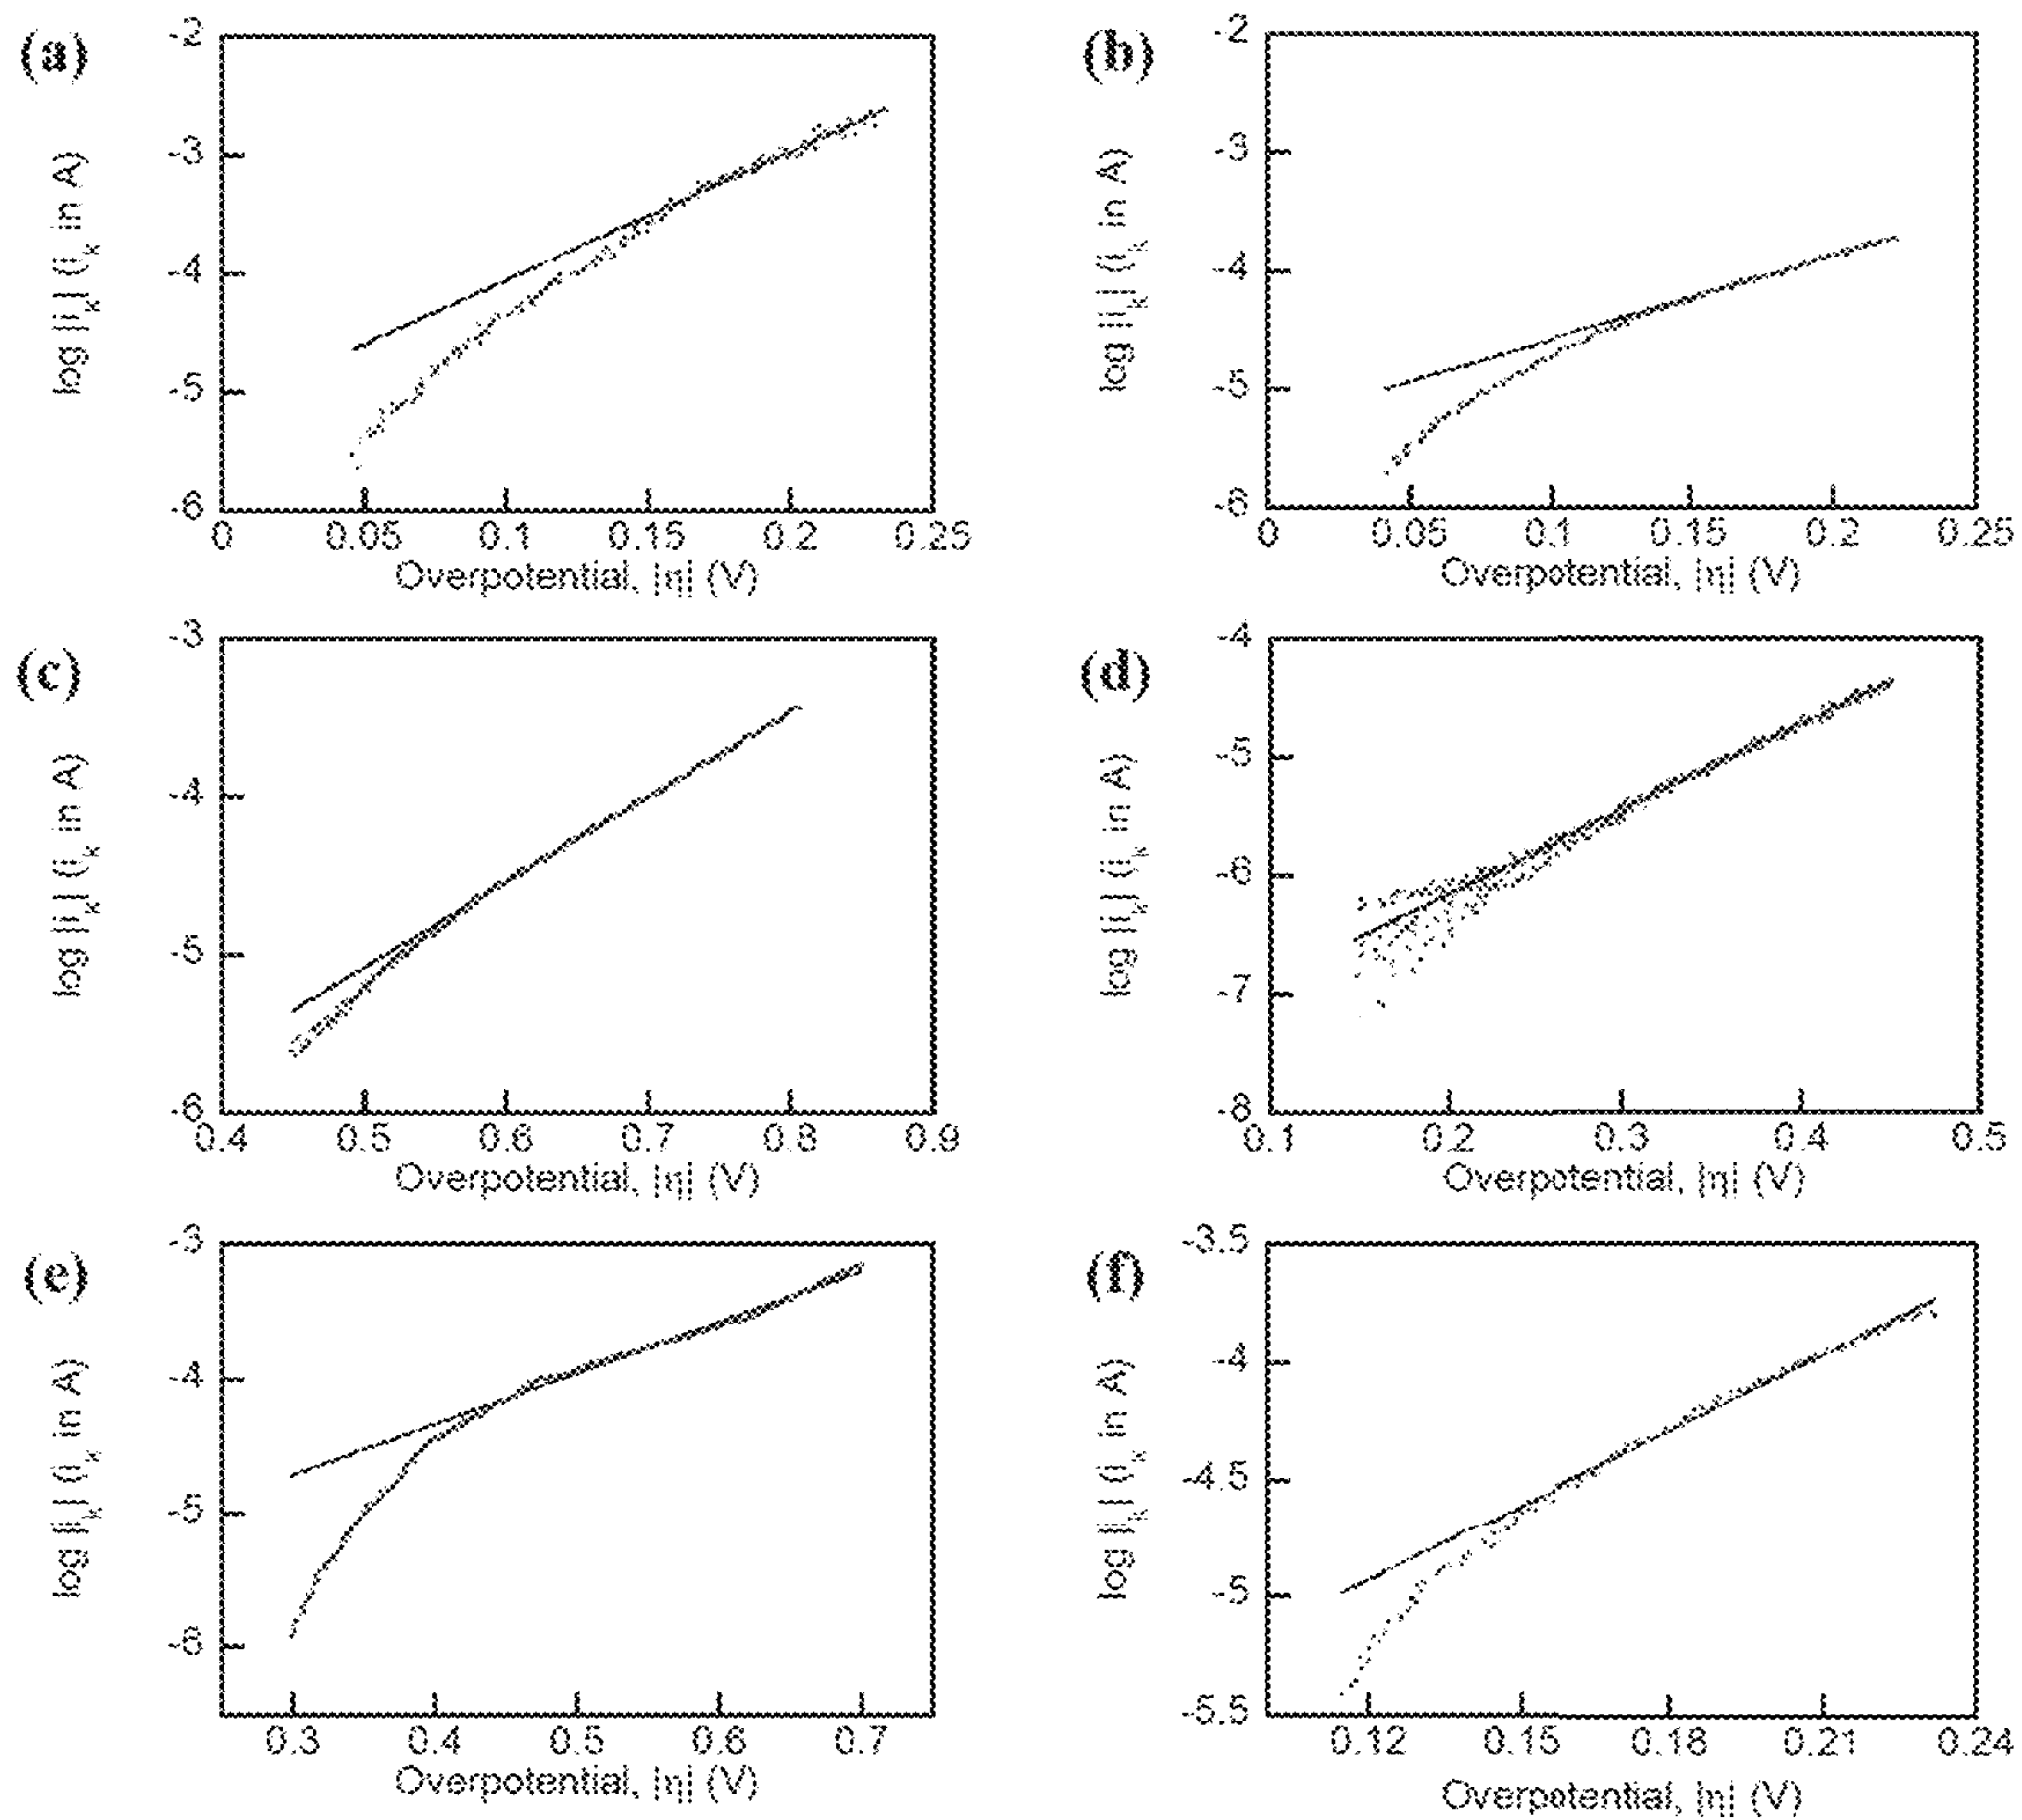 (a)
-2
-3
-4
-5
-6
log |i_k| (i_k in A)
0 0.05 0.1 0.15 0.2 0.25
Overpotential, |η| (V)
(b)
-2
-3
-4
-5
-6
log |i_k| (i_k in A)
0 0.05 0.1 0.15 0.2 0.25
Overpotential, |η| (V)
(c)
-3
-4
-5
-6
log |i_k| (i_k in A)
0.4 0.5 0.6 0.7 0.8 0.9
Overpotential, |η| (V)
(d)
-4
-5
-6
-7
-8
log |i_k| (i_k in A)
0.1 0.2 0.3 0.4 0.5
Overpotential, |η| (V)
(e)
-3
-4
-5
-6
log |i_k| (i_k in A)
0.3 0.4 0.5 0.6 0.7
Overpotential, |η| (V)
(f)
-3.5
-4
-4.5
-5
-5.5
log |i_k| (i_k in A)
0.12 0.15 0.18 0.21 0.24
Overpotential, |η| (V)